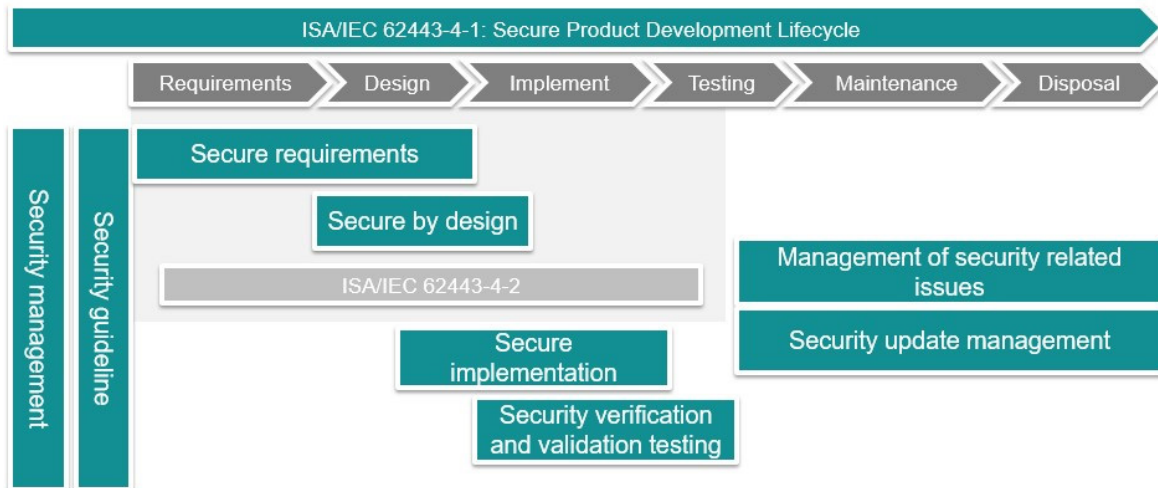 ISA/IEC 62443-4-1: Secure Product Development Lifecycle
Requirements
Design
Implement
Testing
Maintenance
Disposal
Security management
Security guideline
Secure requirements
Secure by design
ISA/IEC 62443-4-2
Management of security related
issues
Security update management
Secure
implementation
Security verification
and validation testing